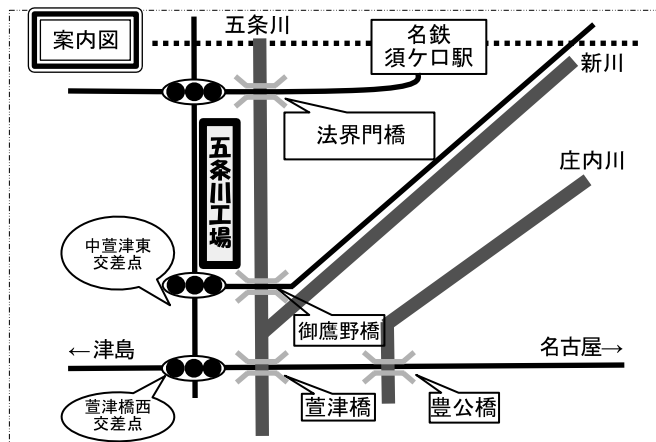 案内図
五条川
名鉄
須ケロ駅
新川
法界門橋
庄内川
五条川工場
中萱津東
交差点
御鷹野橋
←津島
名古屋→
萱津橋西
交差点
萱津橋
豊公橋